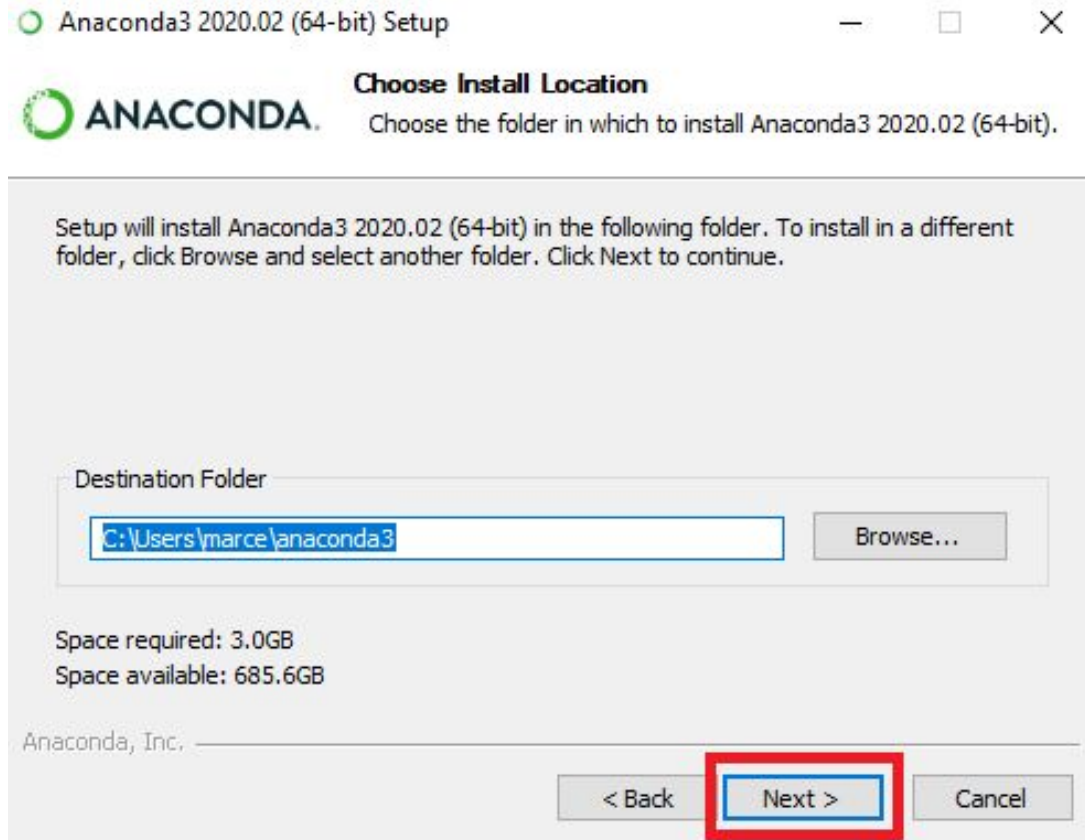 Anaconda3 2020.02 (64-bit) Setup
ANACONDA.
Choose Install Location
Choose the folder in which to install Anaconda3 2020.02 (64-bit).
Setup will install Anaconda3 2020.02 (64-bit) in the following folder. To install in a different
folder, click Browse and select another folder. Click Next to continue.
Destination Folder
C:\Users\marce\anaconda3
Browse...
Space required: 3.0GB
Space available: 685.6GB
Anaconda, Inc.
< Back
Next >
Cancel